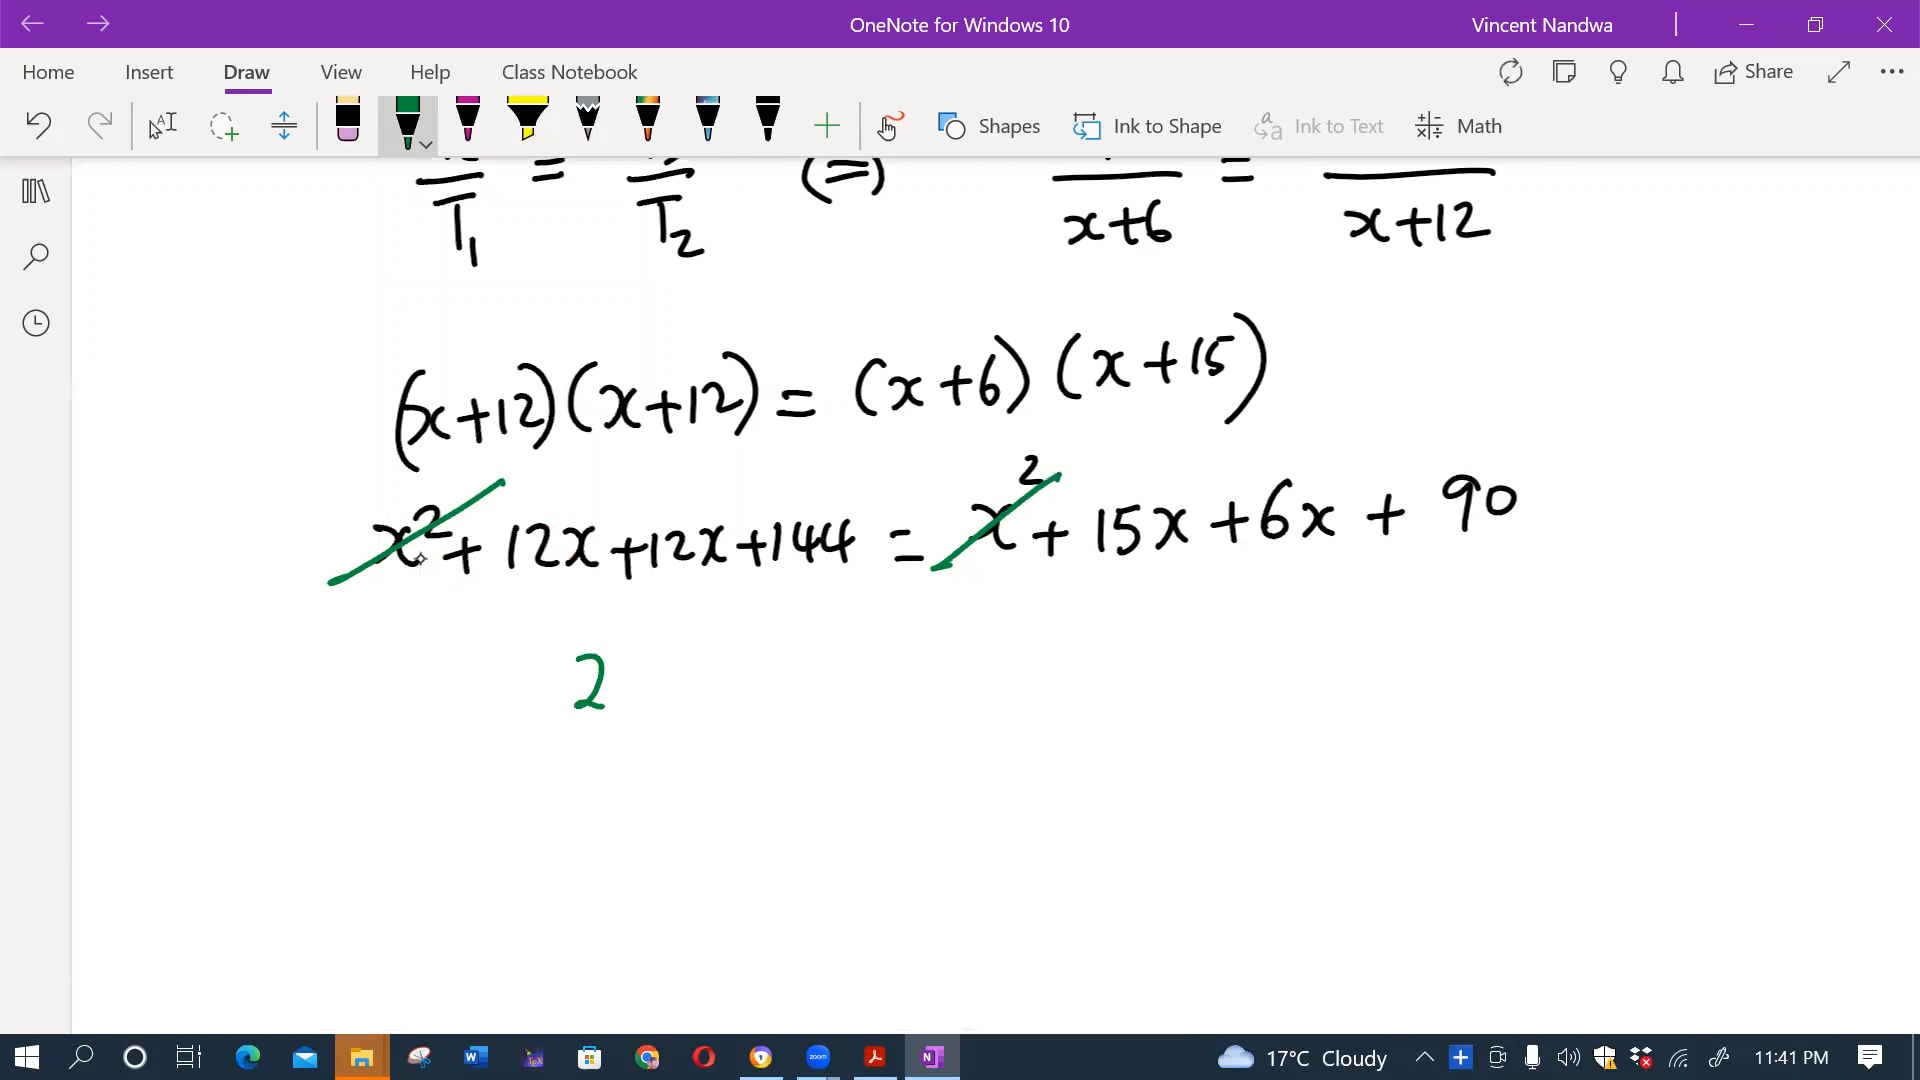 OneNote for Windows 10 Vincent Nandwa
Home Insert Draw View Help Class Notebook Share
Shapes Ink to Shape Ink to Text Math
T₁ = T₂ (=) x+6 = x+12
(x+12)(x+12) = (x+6)(x+15)
x² + 12x+12x+144 = x² + 15x+6x + 90
2
17°C Cloudy 11:41 PM